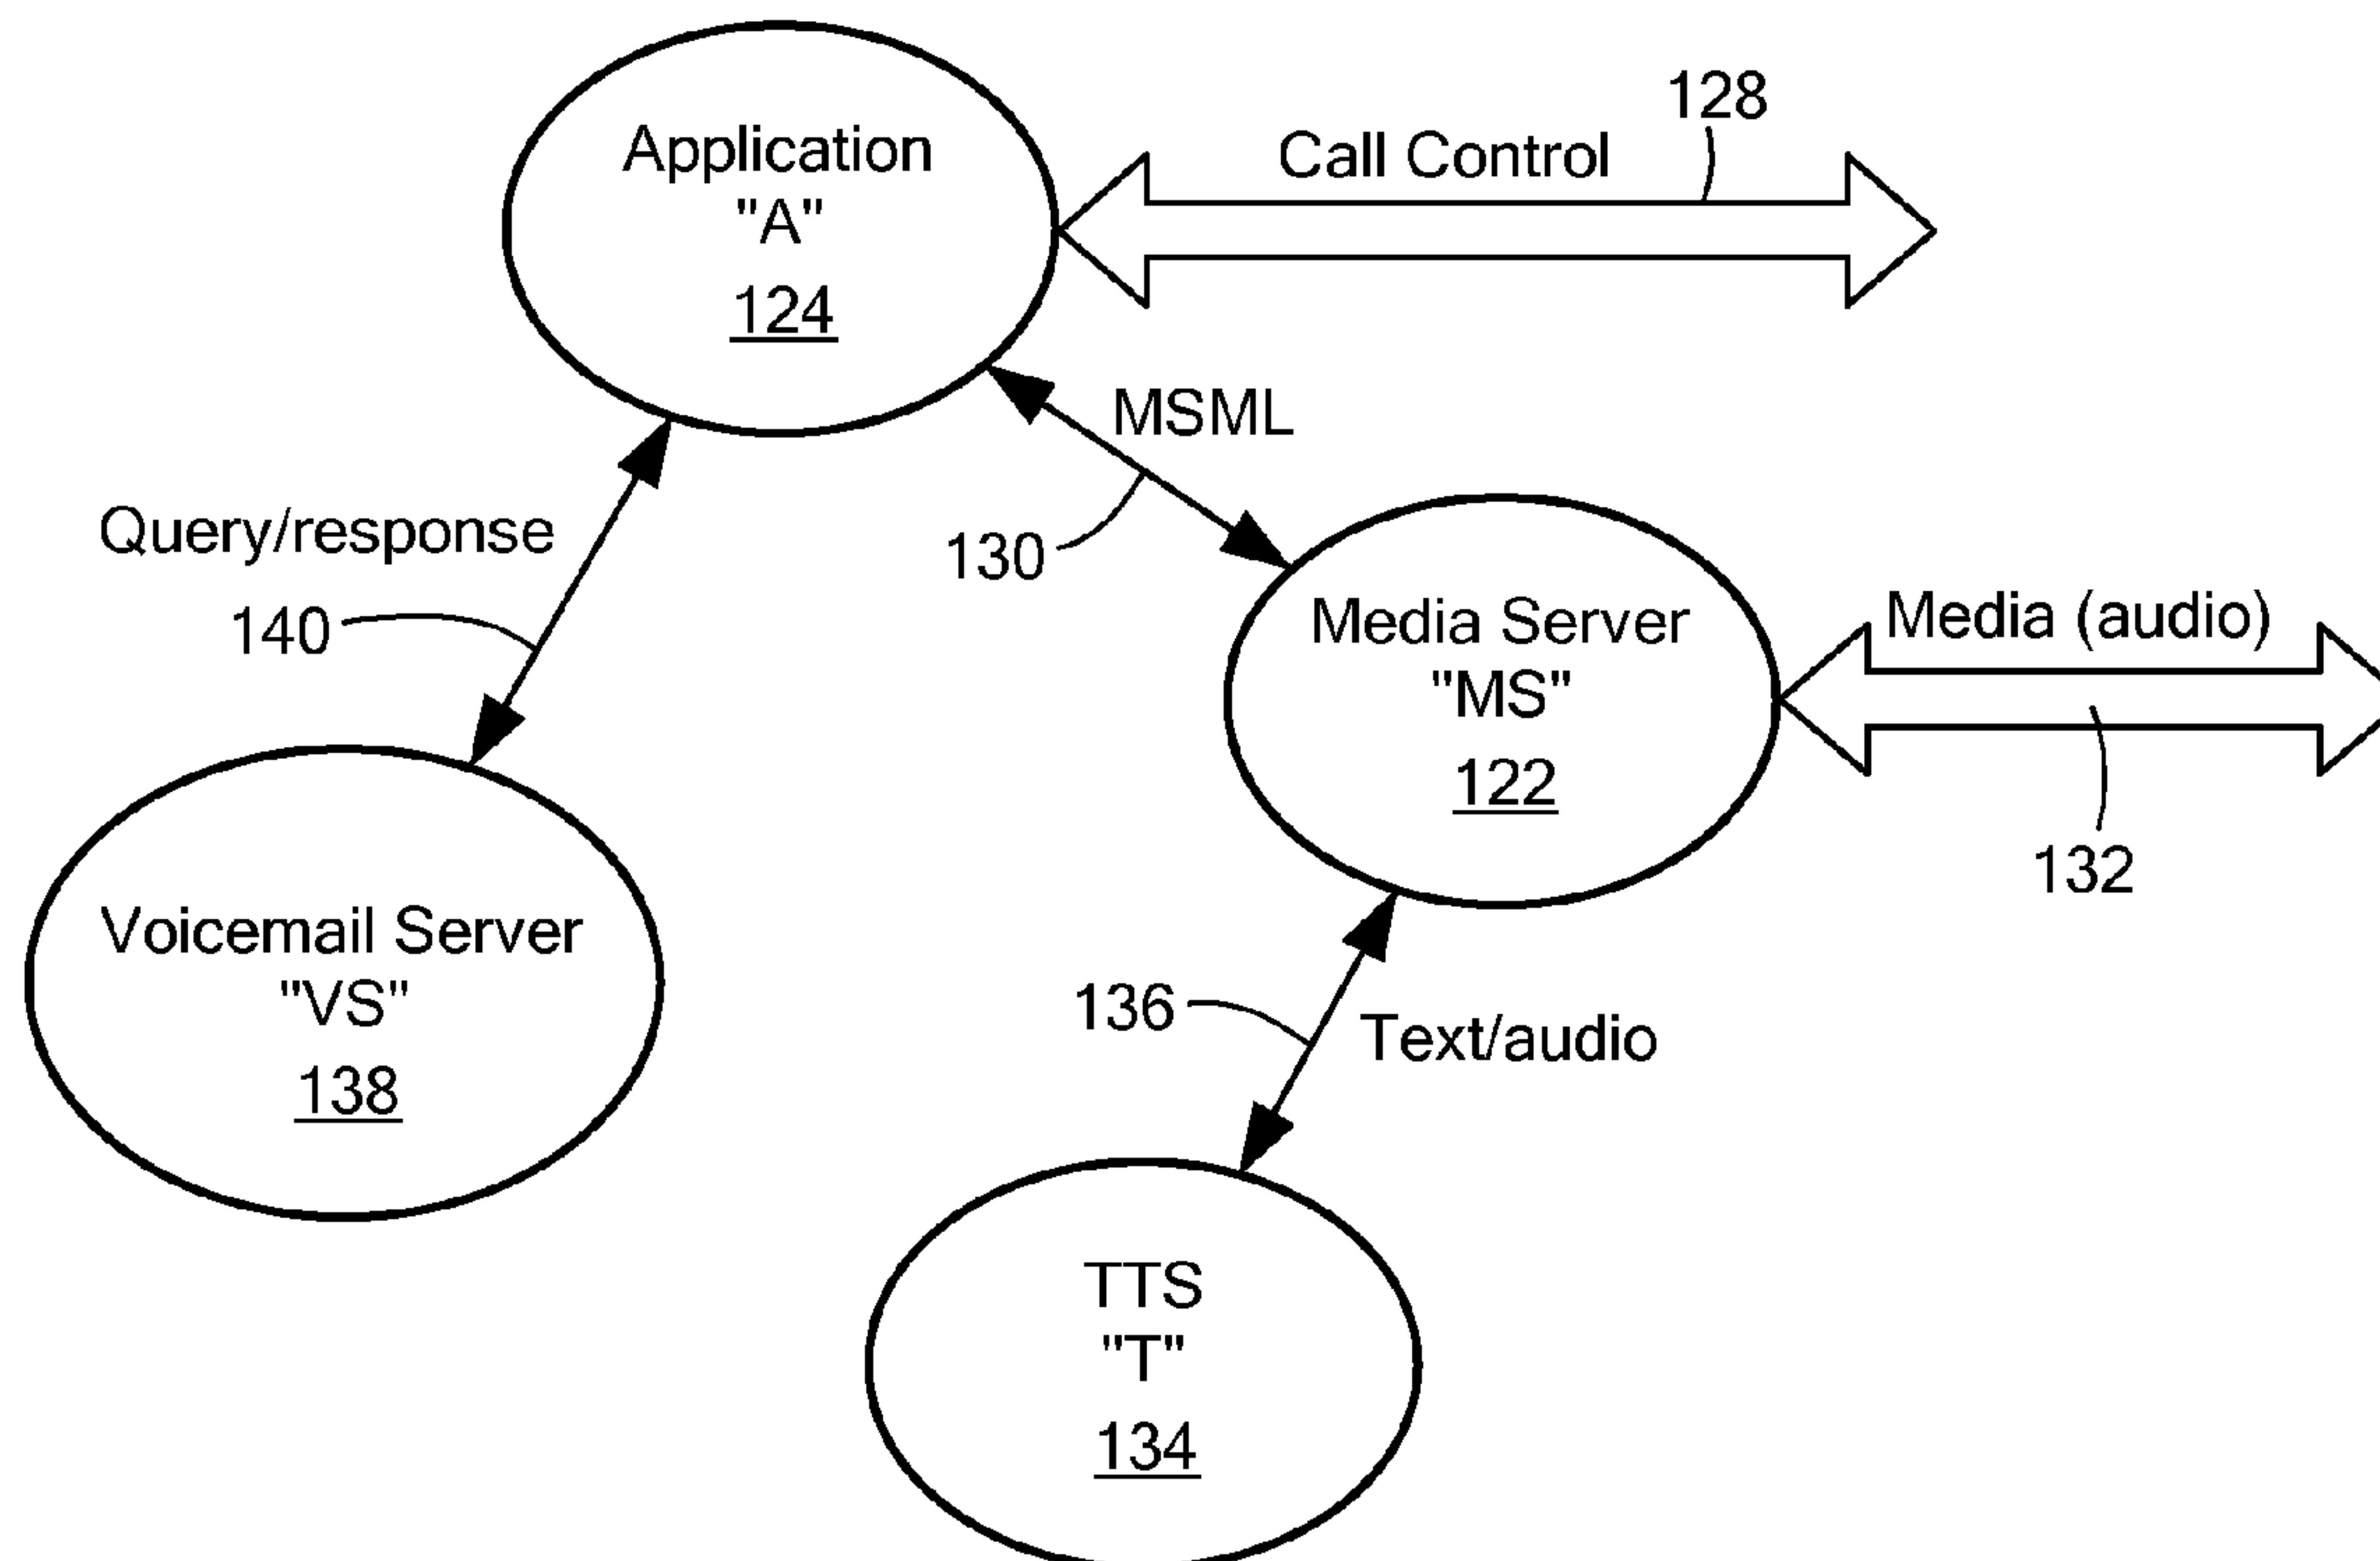 128
Call Control
Application
"A"
124
MSML
130
Query/response
140
Media Server
"MS"
122
Media (audio)
132
Voicemail Server
"VS"
138
136
Text/audio
TTS
"T"
134